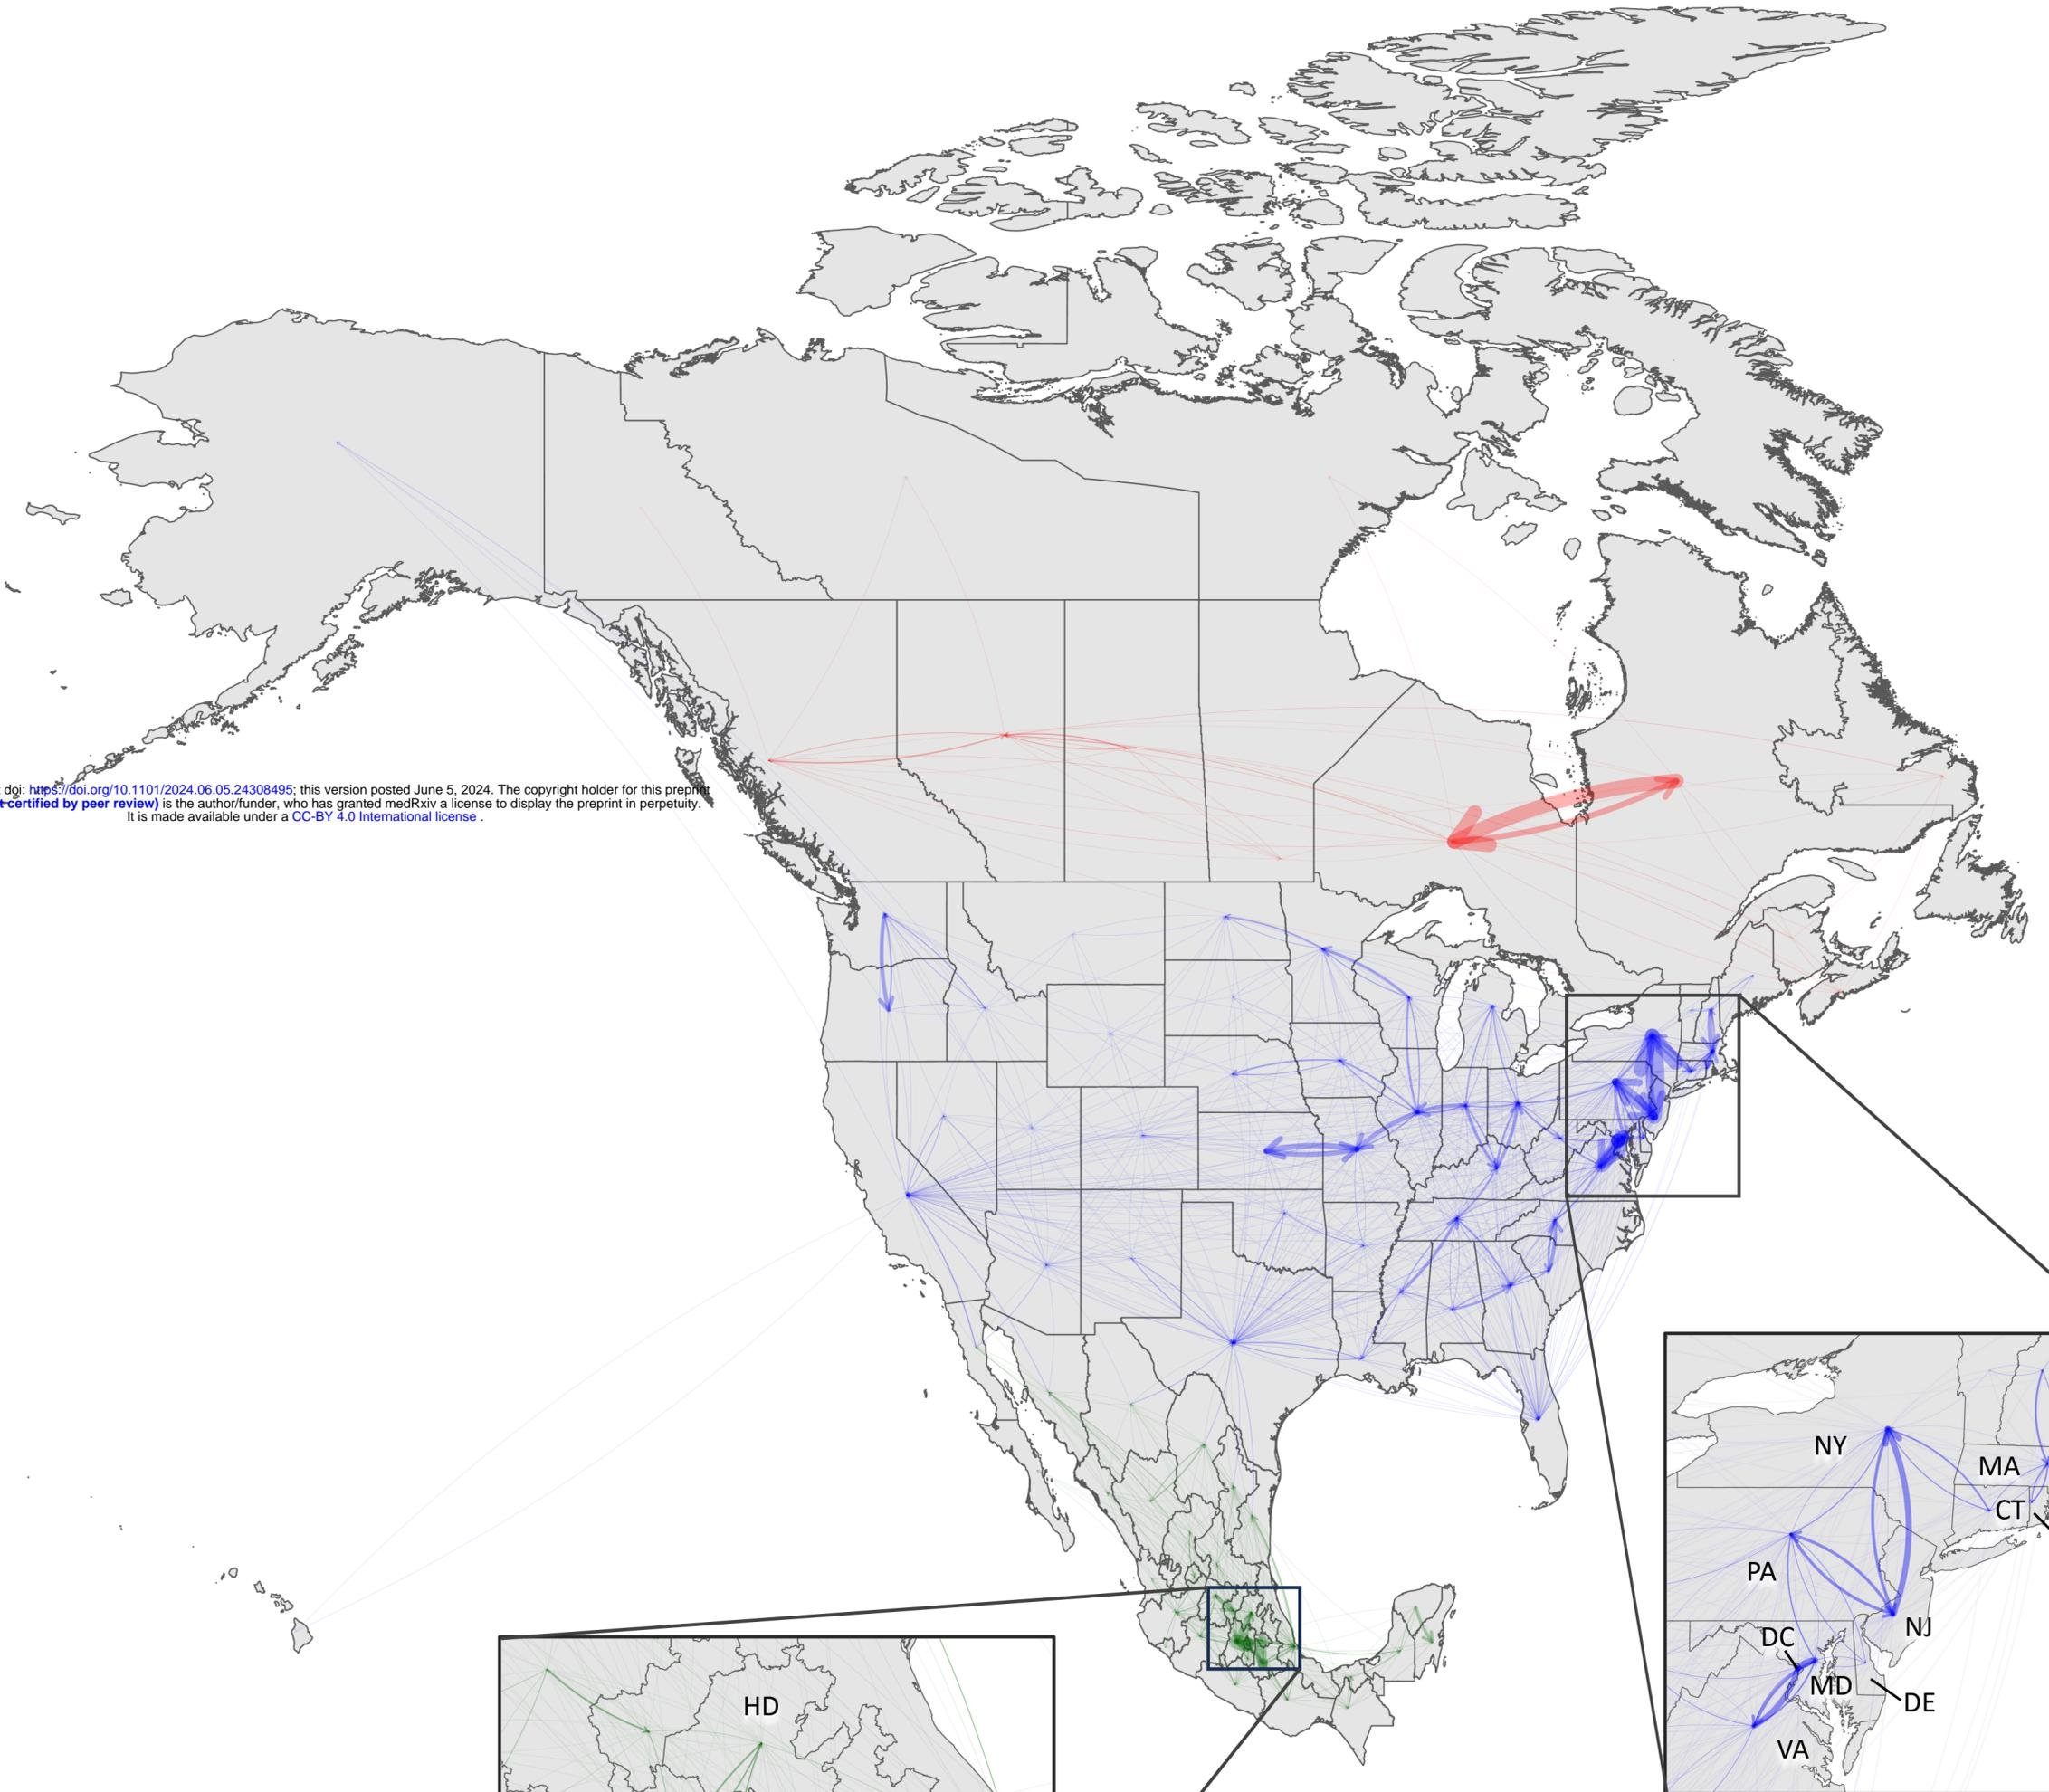 doi: https://doi.org/10.1101/2024.06.05.24308495; this version posted June 5, 2024. The copyright holder for this preprint
certified by peer review) is the author/funder, who has granted medRxiv a license to display the preprint in perpetuity.
It is made available under a CC-BY 4.0 International license .
NY
MA
CT
PA
NJ
DC
MD
DE
VA
HD